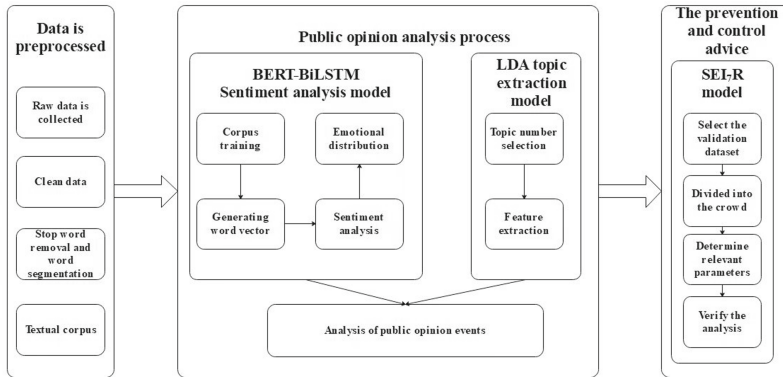 Data is
preprocessed
Raw data is
collected
Clean data
Stop word
removal and
word
segmentation
Textual corpus
Public opinion analysis process
BERT-BiLSTM
Sentiment analysis model
Corpus
training
Emotional
distribution
Generating
word vector
Sentiment
analysis
LDA topic
extraction
model
Topic number
selection
Feature
extraction
Analysis of public opinion events
The prevention
and control
advice
SEI₇R
model
Select the
validation
dataset
Divided into
the crowd
Determine
relevant
parameters
Verify the
analysis